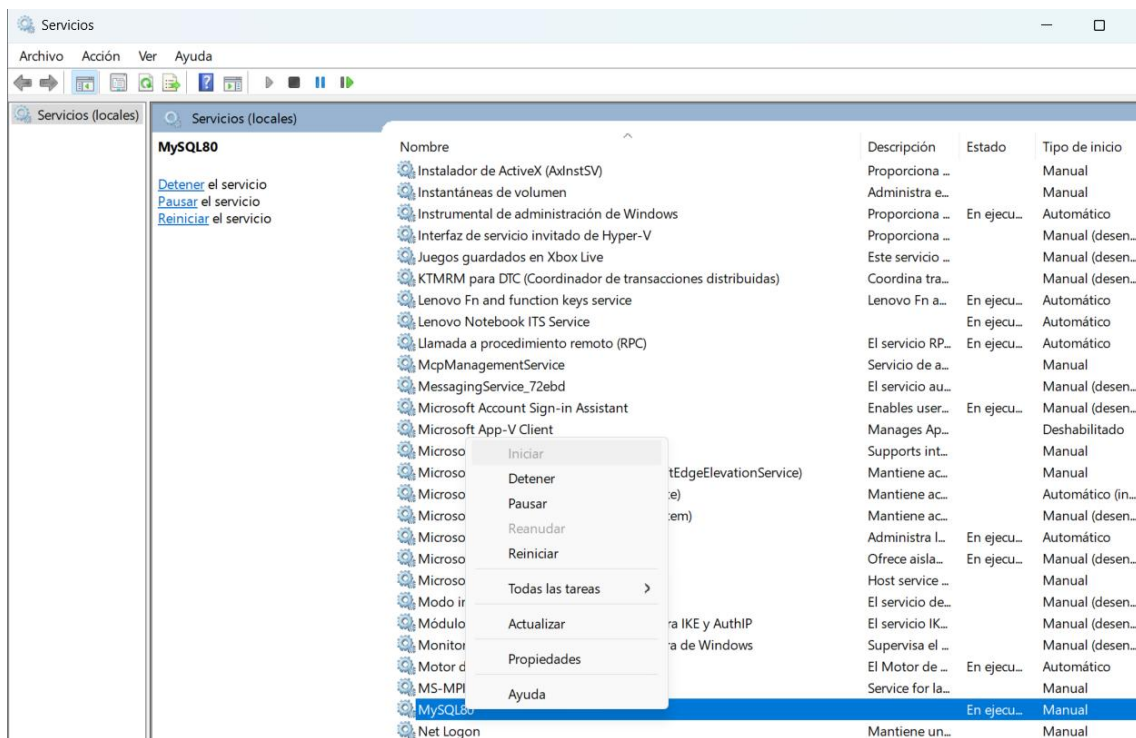 Servicios
Archivo Acción Ver Ayuda
Servicios (locales)
Servicios (locales)
MySQL80
Detener el servicio
Pausar el servicio
Reiniciar el servicio
Nombre Descripción Estado Tipo de inicio
Instalador de ActiveX (AxInstSV) Proporciona ... Manual
Instantáneas de volumen Administra e... Manual
Instrumental de administración de Windows Proporciona ... En ejecu... Automático
Interfaz de servicio invitado de Hyper-V Proporciona ... Manual (desen...
Juegos guardados en Xbox Live Este servicio ... Manual (desen...
KTMRM para DTC (Coordinador de transacciones distribuidas) Coordina tra... Manual (desen...
Lenovo Fn and function keys service Lenovo Fn a... En ejecu... Automático
Lenovo Notebook ITS Service En ejecu... Automático
Llamada a procedimiento remoto (RPC) El servicio RP... En ejecu... Automático
McpManagementService Servicio de a... Manual
MessagingService_72ebd El servicio au... Manual (desen...
Microsoft Account Sign-in Assistant Enables user... En ejecu... Manual (desen...
Microsoft App-V Client Manages Ap... Deshabilitado
Microso Supports int... Manual
Microso tEdgeElevationService) Mantiene ac... Manual
Microso te) Mantiene ac... Automático (in...
Microso tem) Mantiene ac... Manual (desen...
Microso Administra l... En ejecu... Automático
Microso Ofrece aisla... En ejecu... Manual (desen...
Microso Host service ... Manual
Modo in El servicio de... Manual (desen...
Módulo ra IKE y AuthIP El servicio IK... Manual (desen...
Monitor ra de Windows Supervisa el ... Manual (desen...
Motor d El Motor de ... En ejecu... Automático
MS-MPI Service for la... Manual
MySQL80 En ejecu... Manual
Net Logon Mantiene un... Manual
Iniciar
Detener
Pausar
Reanudar
Reiniciar
Todas las tareas
Actualizar
Propiedades
Ayuda